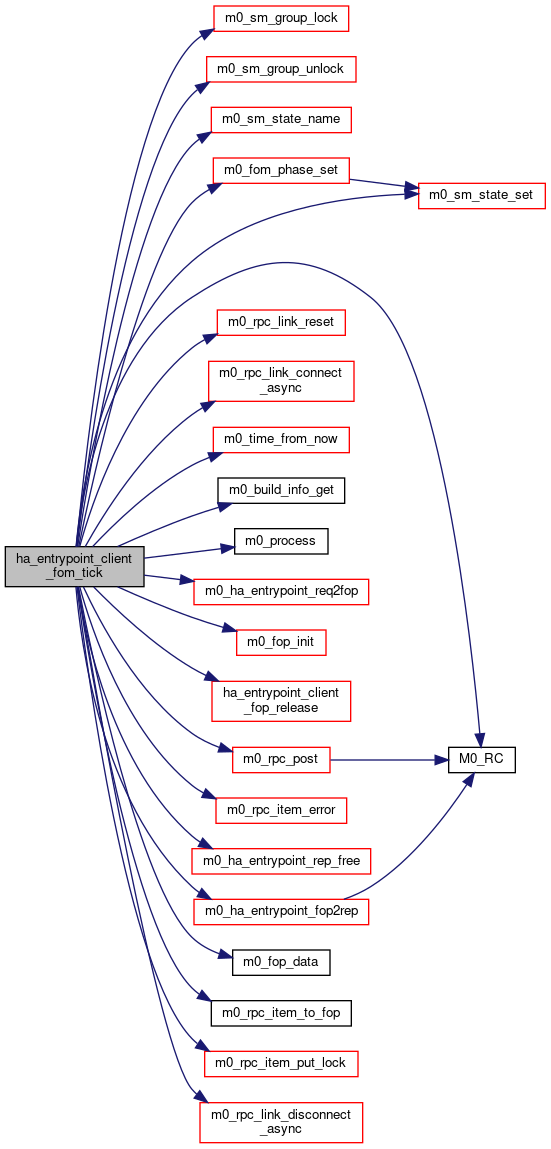 m0_sm_group_lock
m0_sm_group_unlock
m0_sm_state_name
m0_fom_phase_set
m0_sm_state_set
m0_rpc_link_reset
m0_rpc_link_connect
_async
m0_time_from_now
m0_build_info_get
m0_process
ha_entrypoint_client
_fom_tick
m0_ha_entrypoint_req2fop
m0_fop_init
ha_entrypoint_client
_fop_release
m0_rpc_post
M0_RC
m0_rpc_item_error
m0_ha_entrypoint_rep_free
m0_ha_entrypoint_fop2rep
m0_fop_data
m0_rpc_item_to_fop
m0_rpc_item_put_lock
m0_rpc_link_disconnect
_async